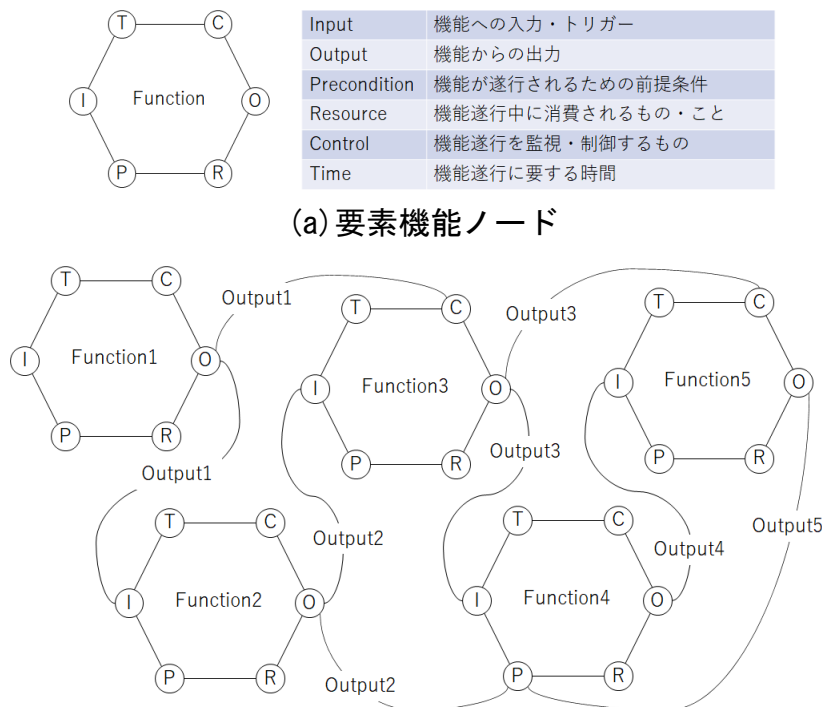 T C
Input 機能への入力・トリガー
Output 機能からの出力
Precondition 機能が遂行されるための前提条件
I Function O
Resource 機能遂行中に消費されるもの・こと
Control 機能遂行を監視・制御するもの
P R
Time 機能遂行に要する時間
(a)要素機能ノード
T C
I Function1 O
P R
Output1
Output1
T C
I Function2 O
P R
Output2
Output2
T C
I Function3 O
P R
Output3
Output3
T C
I Function4 O
P R
Output4
T C
I Function5 O
P R
Output5